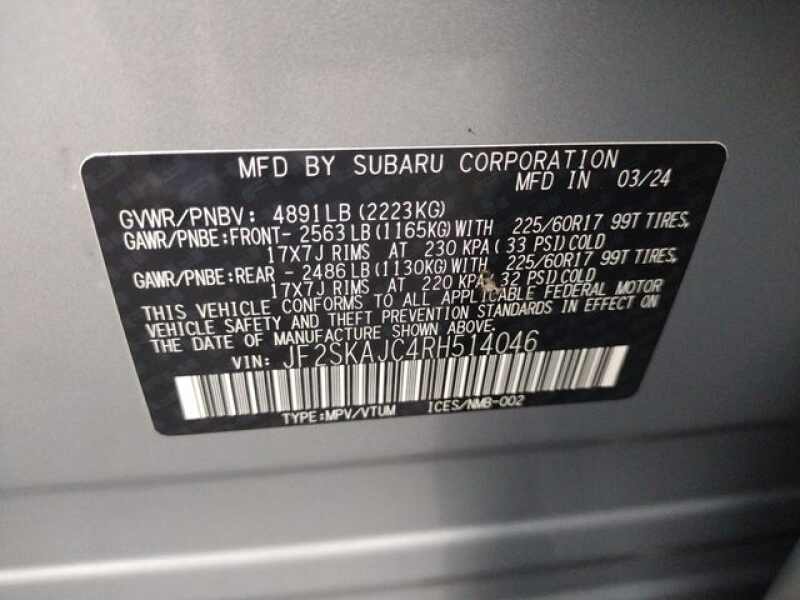 MFD BY SUBARU CORPORATION
MFD IN 03/24
GVWR/PNBV: 4891LB(2223KG)
GAWR/PNBE:FRONT- 2563LB(1165KG)WITH 225/60R17 99T TIRES,
17X7J RIMS AT 230 KPA(33 PSI)COLD
GAWR/PNBE:REAR - 2486LB(1130KG)WITH 225/60R17 99T TIRES,
17X7J RIMS AT 220 KPA(32 PSI)COLD
THIS VEHICLE CONFORMS TO ALL APPLICABLE FEDERAL MOTOR
VEHICLE SAFETY AND THEFT PREVENTION STANDARDS IN EFFECT ON
THE DATE OF MANUFACTURE SHOWN ABOVE.
VIN: JF2SKAJC4RH514046
TYPE:MPV/VTUM ICES/NMB-002